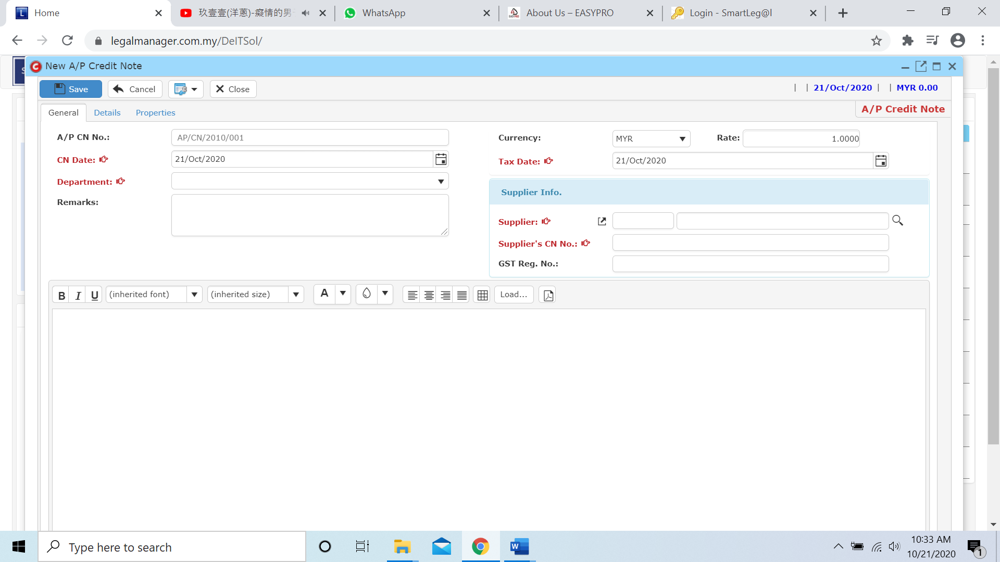 Home
玖壹壹(洋蔥)-癡情的男
WhatsApp
About Us – EASYPRO
Login - SmartLeg@l
legalmanager.com.my/DelTSol/
New A/P Credit Note
Save
Cancel
Close
| | 21/Oct/2020 | | MYR 0.00
General
Details
Properties
A/P Credit Note
A/P CN No.:
AP/CN/2010/001
Currency:
MYR
Rate:
1.0000
CN Date:
21/Oct/2020
Tax Date:
21/Oct/2020
Department:
Remarks:
Supplier Info.
Supplier:
Supplier's CN No.:
GST Reg. No.:
B I U
(inherited font)
(inherited size)
A
Load...
Type here to search
10:33 AM
10/21/2020
1